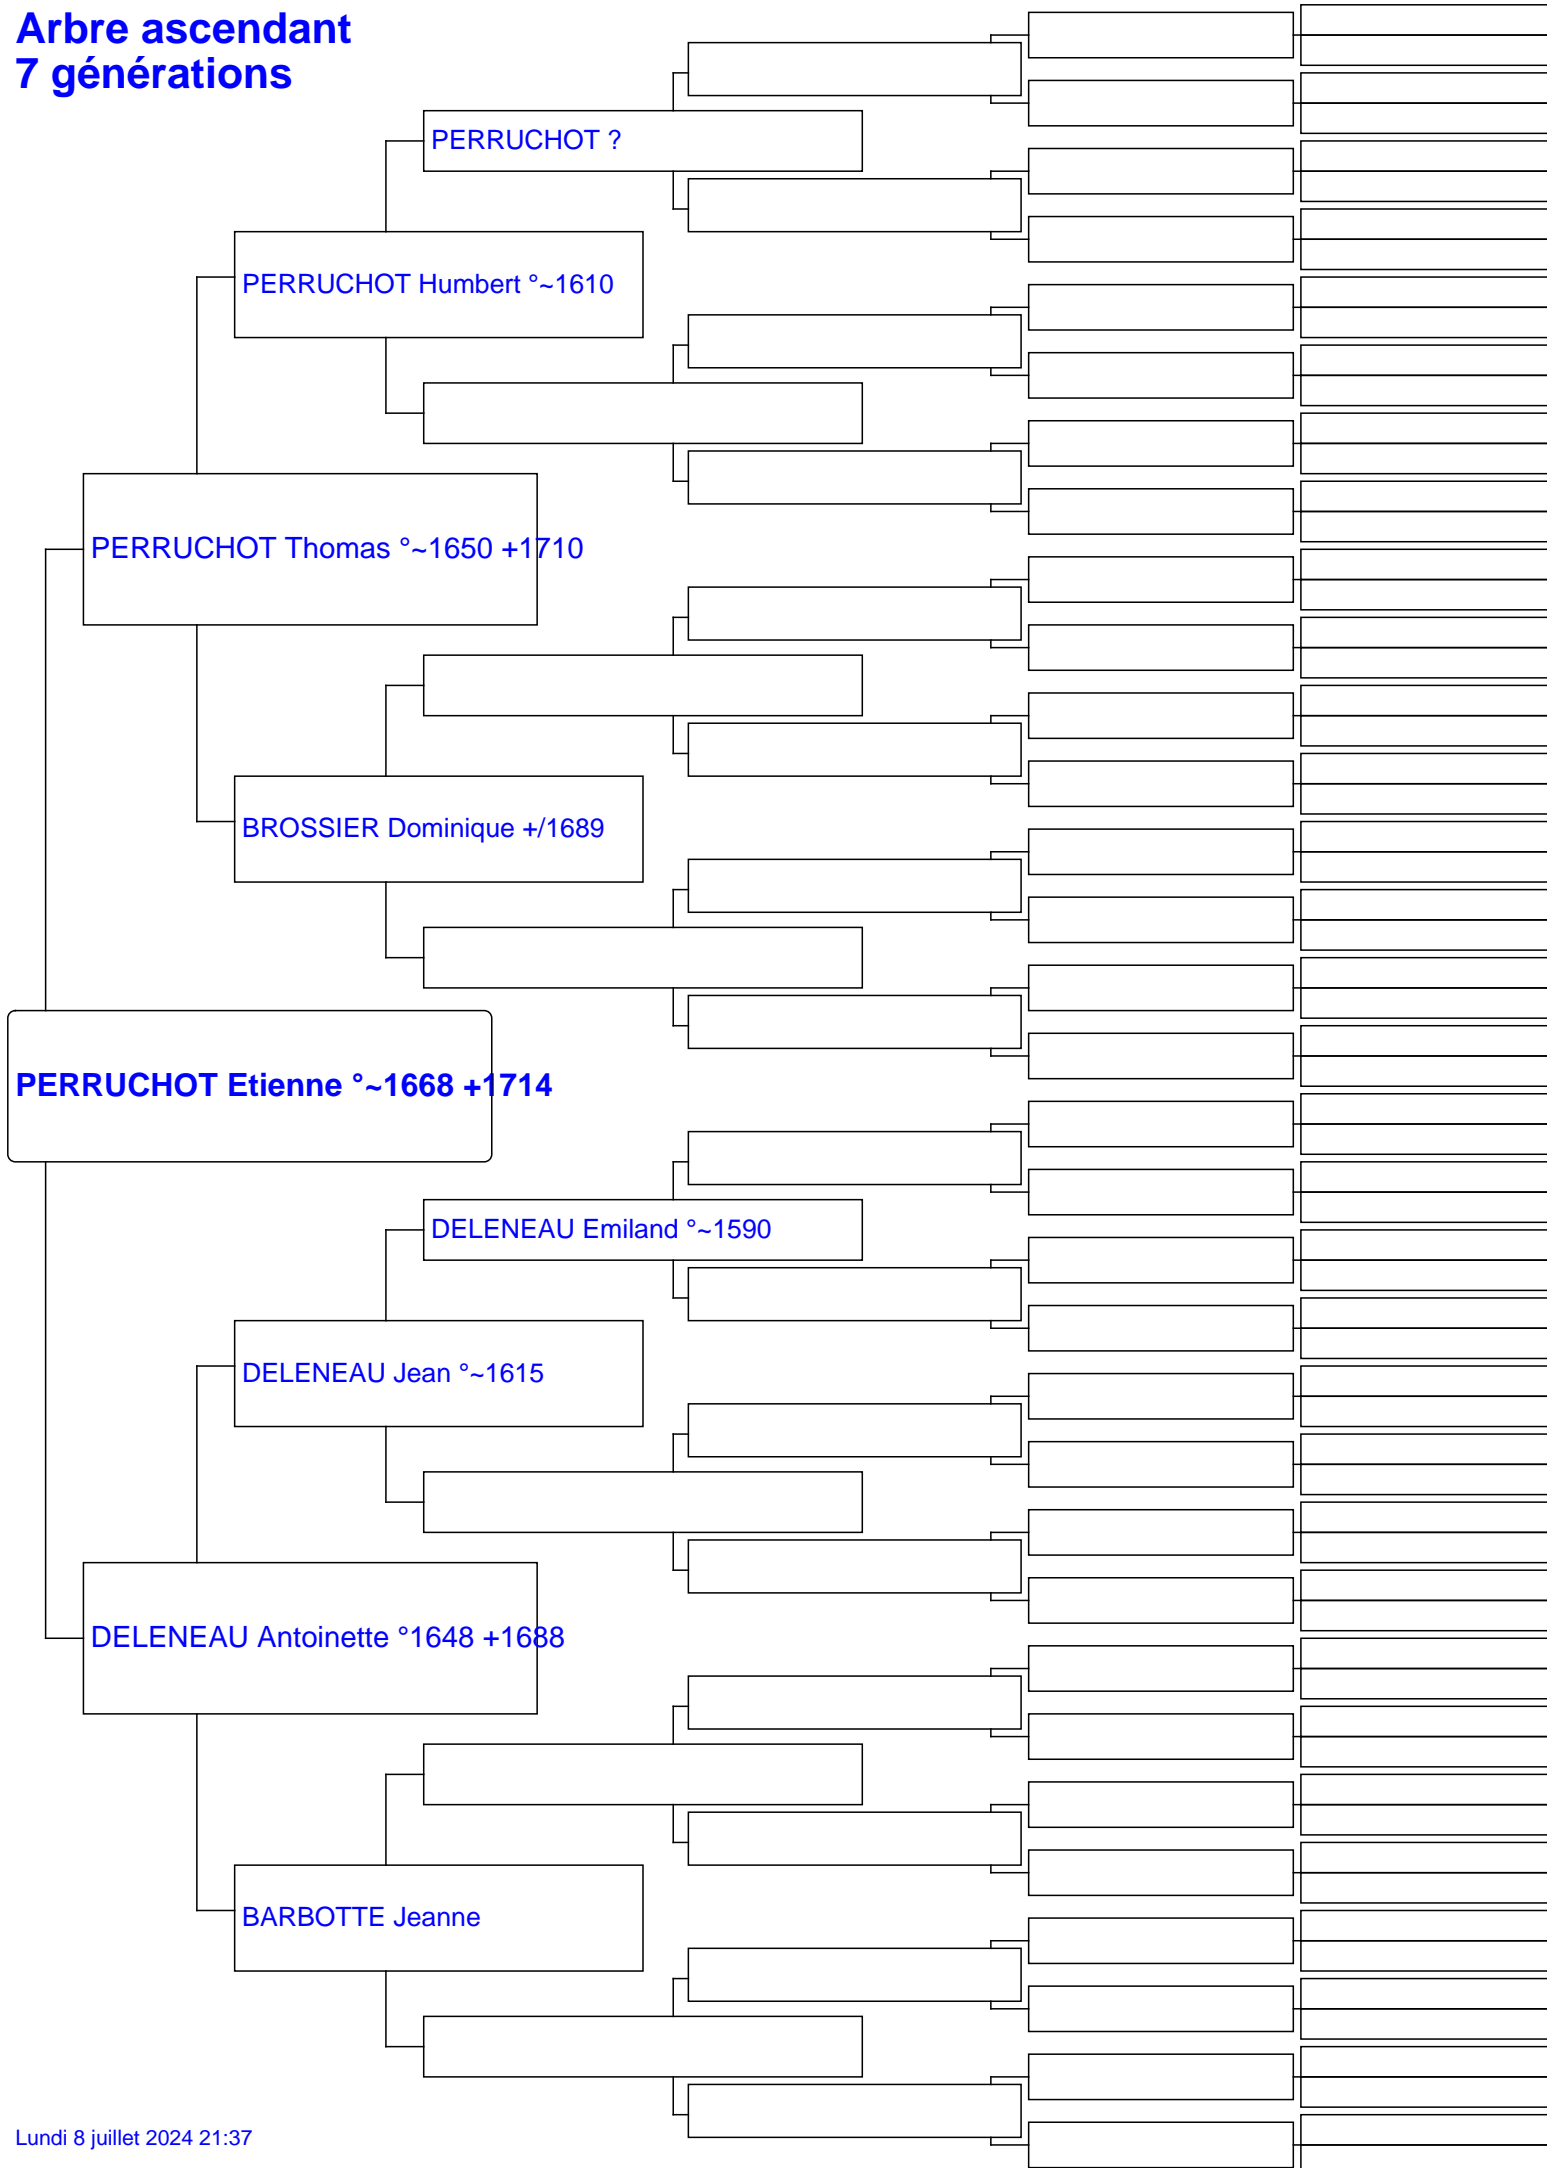 Arbre ascendant
7 générations
PERRUCHOT ?
PERRUCHOT Humbert °~1610
PERRUCHOT Thomas °~1650 +1710
BROSSIER Dominique +/1689
PERRUCHOT Etienne °~1668 +1714
DELENEAU Emiland °~1590
DELENEAU Jean °~1615
DELENEAU Antoinette °1648 +1688
BARBOTTE Jeanne
Lundi 8 juillet 2024 21:37